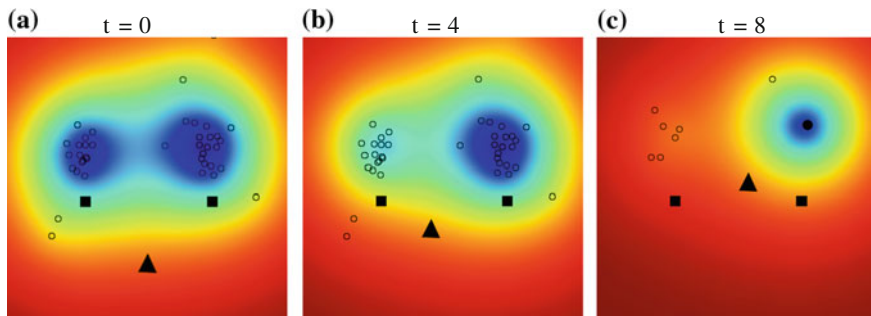 (a) t = 0
(b) t = 4
(c) t = 8